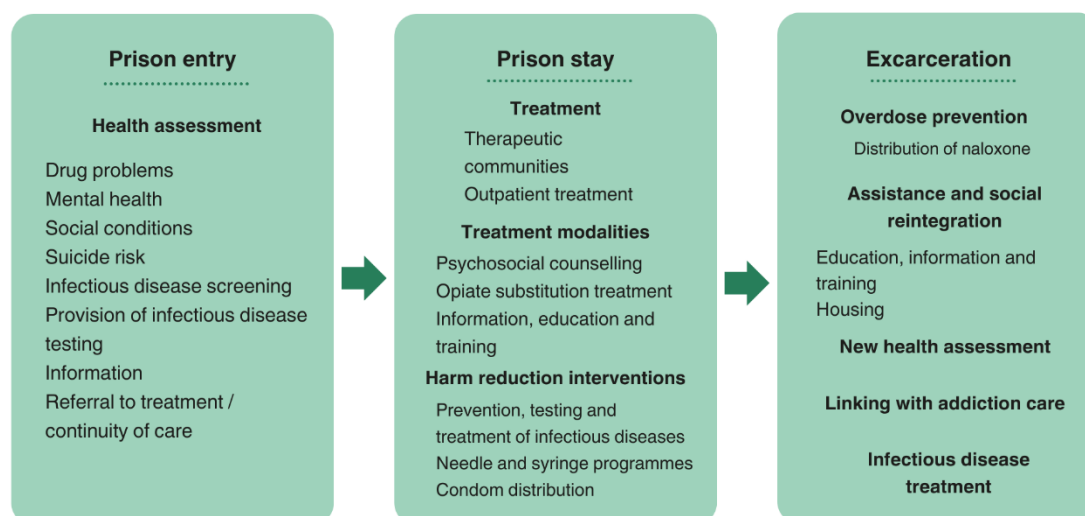 Prison entry
Health assessment
Drug problems
Mental health
Social conditions
Suicide risk
Infectious disease screening
Provision of infectious disease
testing
Information
Referral to treatment /
continuity of care
Prison stay
Treatment
Therapeutic
communities
Outpatient treatment
Treatment modalities
Psychosocial counselling
Opiate substitution treatment
Information, education and
training
Harm reduction interventions
Prevention, testing and
treatment of infectious diseases
Needle and syringe programmes
Condom distribution
Excarceration
Overdose prevention
Distribution of naloxone
Assistance and social
reintegration
Education, information and
training
Housing
New health assessment
Linking with addiction care
Infectious disease
treatment